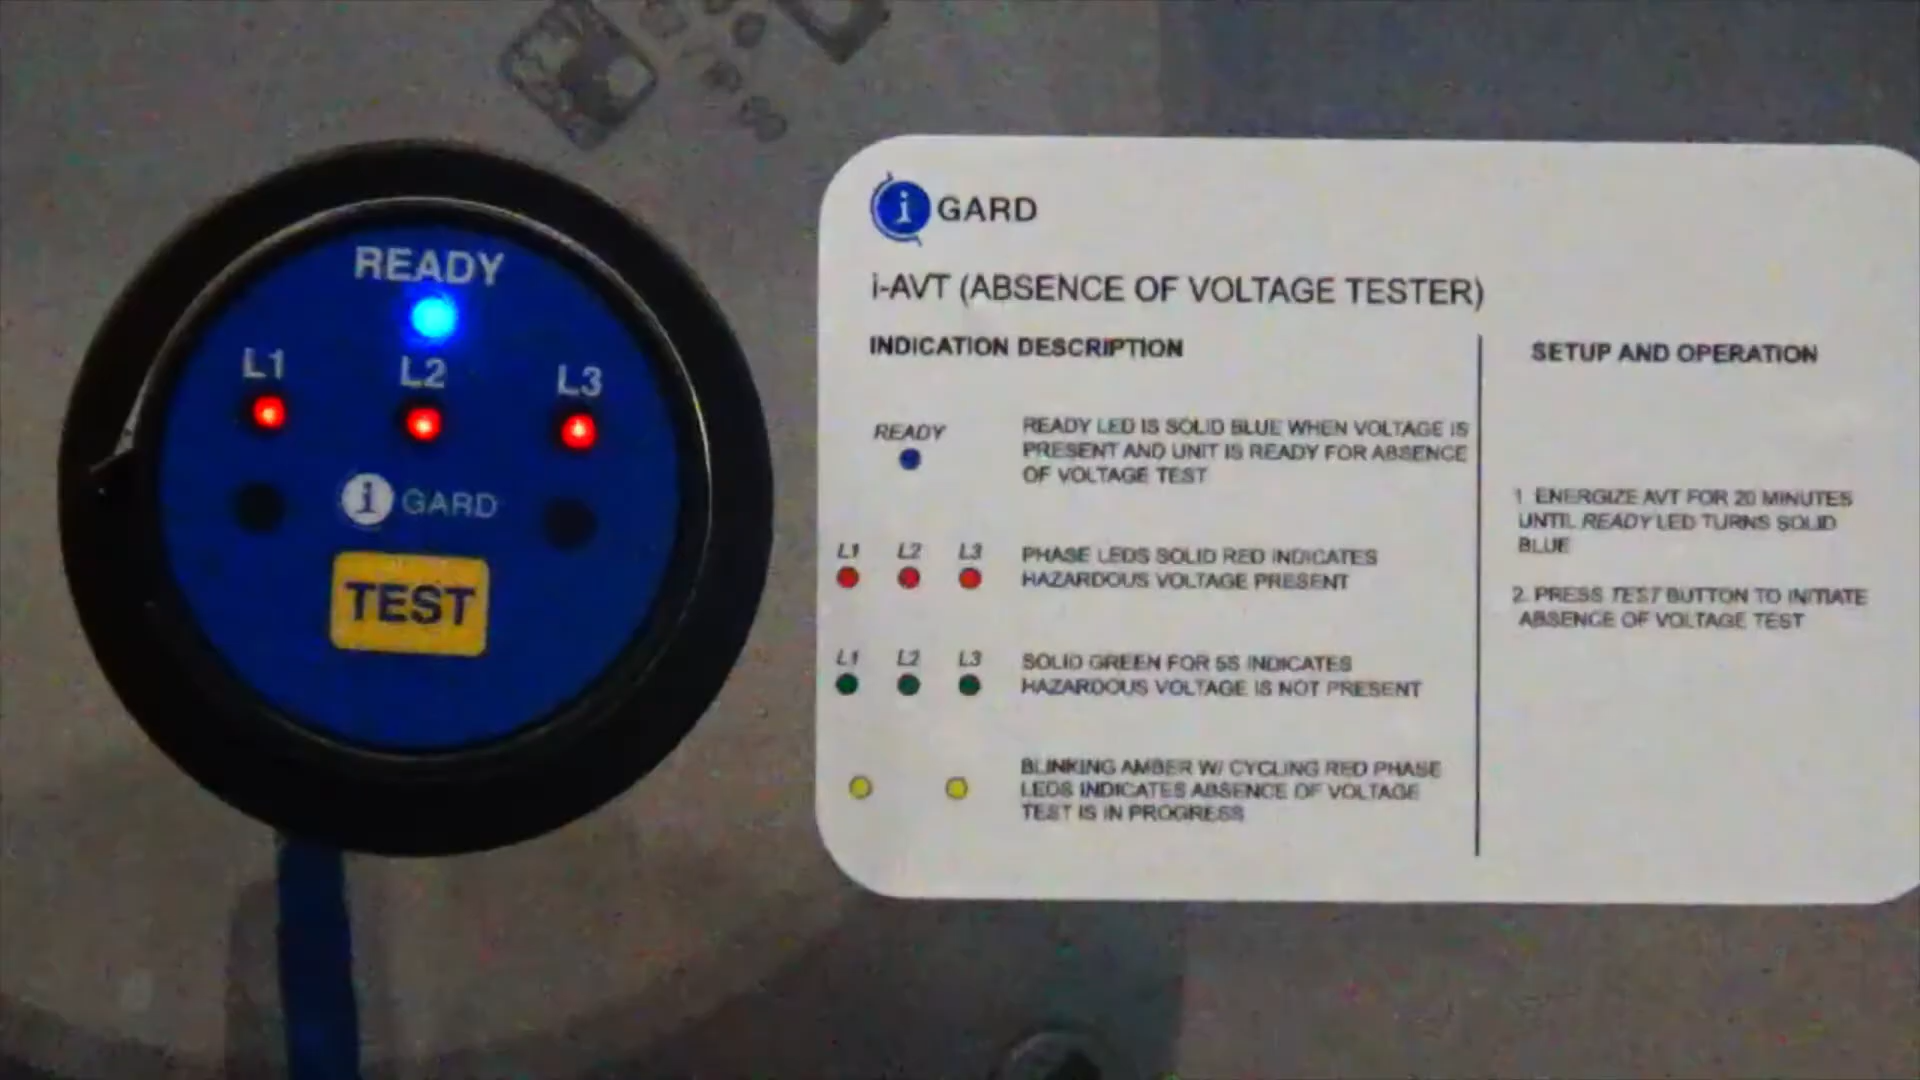 READY
L1 L2 L3
i GARD
TEST
i GARD
i-AVT (ABSENCE OF VOLTAGE TESTER)
INDICATION DESCRIPTION
READY
READY LED IS SOLID BLUE WHEN VOLTAGE IS
PRESENT AND UNIT IS READY FOR ABSENCE
OF VOLTAGE TEST
L1 L2 L3
PHASE LEDS SOLID RED INDICATES
HAZARDOUS VOLTAGE PRESENT
L1 L2 L3
SOLID GREEN FOR 5S INDICATES
HAZARDOUS VOLTAGE IS NOT PRESENT
BLINKING AMBER W/ CYCLING RED PHASE
LEDS INDICATES ABSENCE OF VOLTAGE
TEST IS IN PROGRESS
SETUP AND OPERATION
1 ENERGIZE AVT FOR 20 MINUTES
UNTIL READY LED TURNS SOLID
BLUE
2. PRESS TEST BUTTON TO INITIATE
ABSENCE OF VOLTAGE TEST